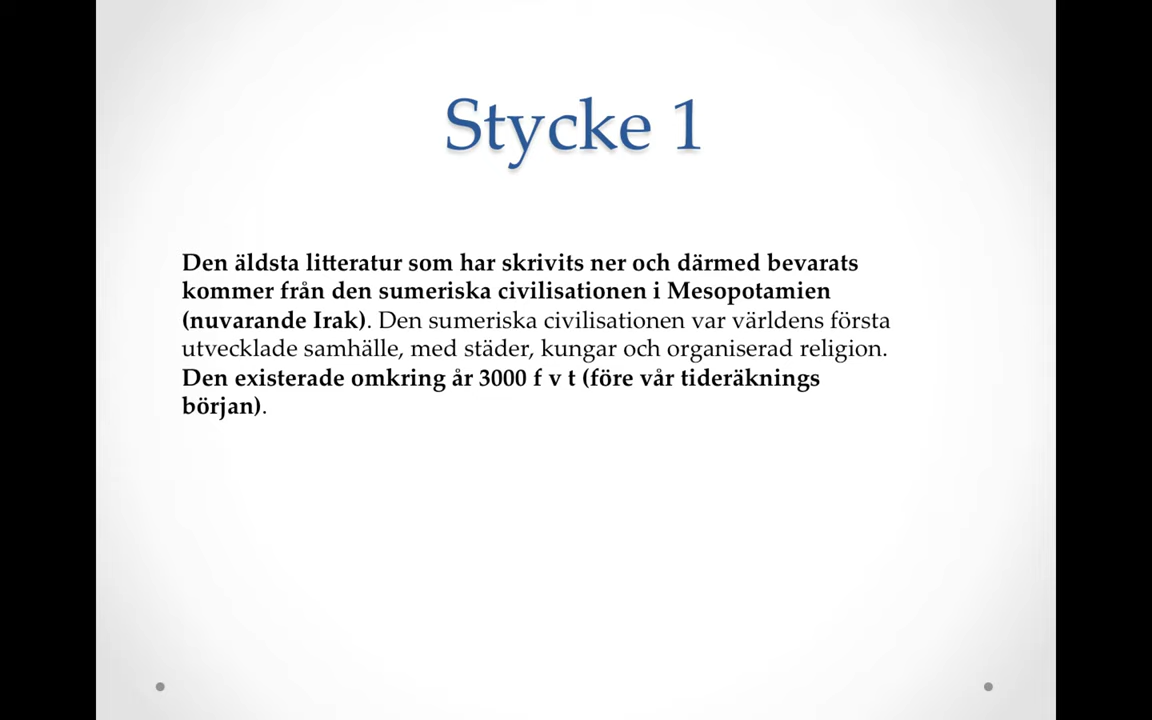 Stycke 1
Den äldsta litteratur som har skrivits ner och därmed bevarats
kommer från den sumeriska civilisationen i Mesopotamien
(nuvarande Irak). Den sumeriska civilisationen var världens första
utvecklade samhälle, med städer, kungar och organiserad religion.
Den existerade omkring år 3000 f v t (före vår tideräknings
början).